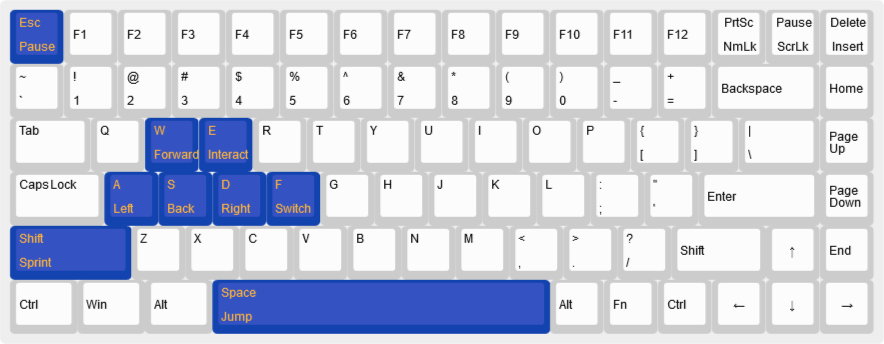 Esc
Pause
F1
F2
F3
F4
F5
F6
F7
F8
F9
F10
F11
F12
PrtSc
NmLk
Pause
ScrLk
Delete
Insert
~
`
!
1
@
2
#
3
$
4
%
5
^
6
&
7
*
8
(
9
)
0
_
-
+
=
Backspace
Home
Tab
Q
W
Forward
E
Interact
R
T
Y
U
I
O
P
{
[
}
]
|
\
Page
Up
CapsLock
A
Left
S
Back
D
Right
F
Switch
G
H
J
K
L
:
;
"
'
Enter
Page
Down
Shift
Sprint
Z
X
C
V
B
N
M
<
,
>
.
?
/
Shift
↑
End
Ctrl
Win
Alt
Space
Jump
Alt
Fn
Ctrl
←
↓
→